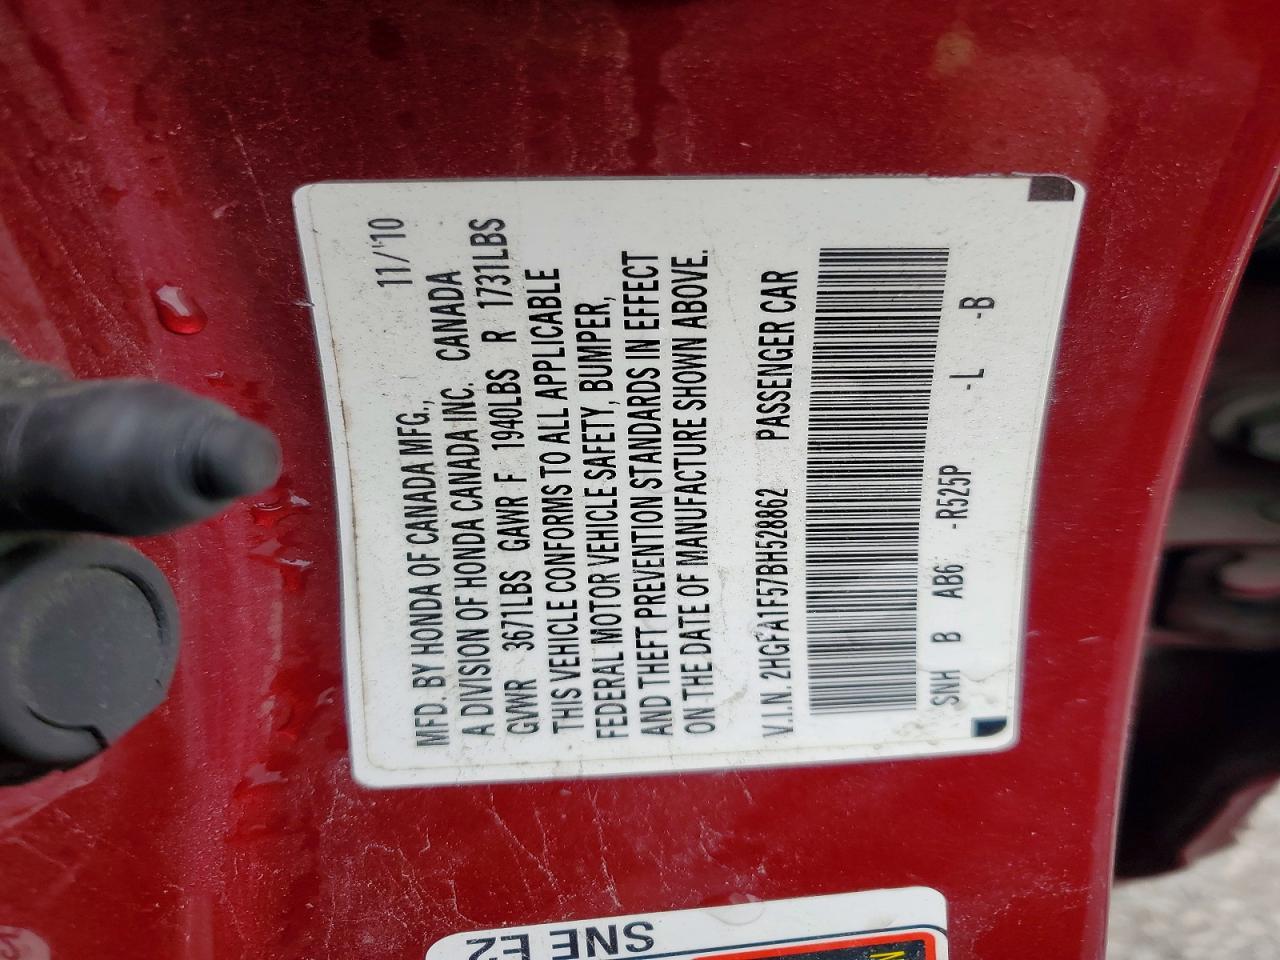 MFD. BY HONDA OF CANADA MFG., 11/'10
A DIVISION OF HONDA CANADA INC. CANADA
GVWR 3671LBS GAWR F 1940LBS R 1731LBS
THIS VEHICLE CONFORMS TO ALL APPLICABLE
FEDERAL MOTOR VEHICLE SAFETY, BUMPER,
AND THEFT PREVENTION STANDARDS IN EFFECT
ON THE DATE OF MANUFACTURE SHOWN ABOVE.
V.I.N. 2HGFA1F57BH528862 PASSENGER CAR
SNH B AB6 -R525P -L -B
SNE E2